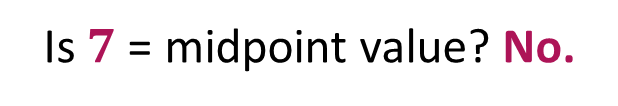 Is 7 = midpoint value? No.